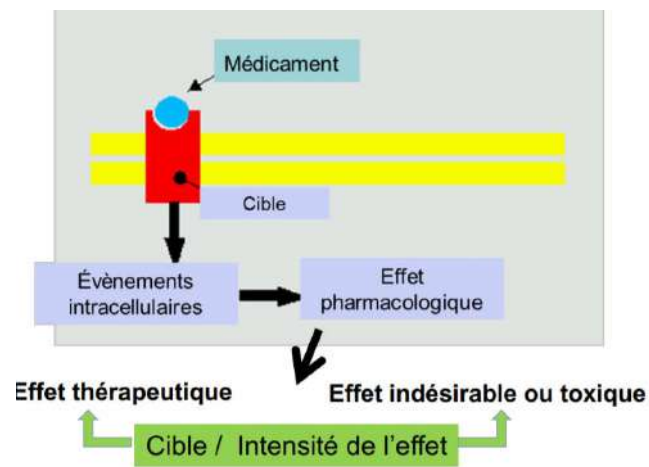 Médicament
Cible
Évènements
intracellulaires
Effet
pharmacologique
Effet thérapeutique
Effet indésirable ou toxique
Cible / Intensité de l'effet